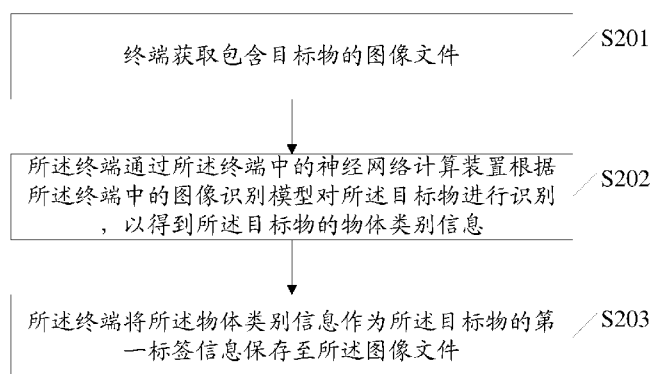 终端获取包含目标物的图像文件
S201
所述终端通过所述终端中的神经网络计算装置根据
所述终端中的图像识别模型对所述目标物进行识别
，以得到所述目标物的物体类别信息
S202
所述终端将所述物体类别信息作为所述目标物的第
一标签信息保存至所述图像文件
S203